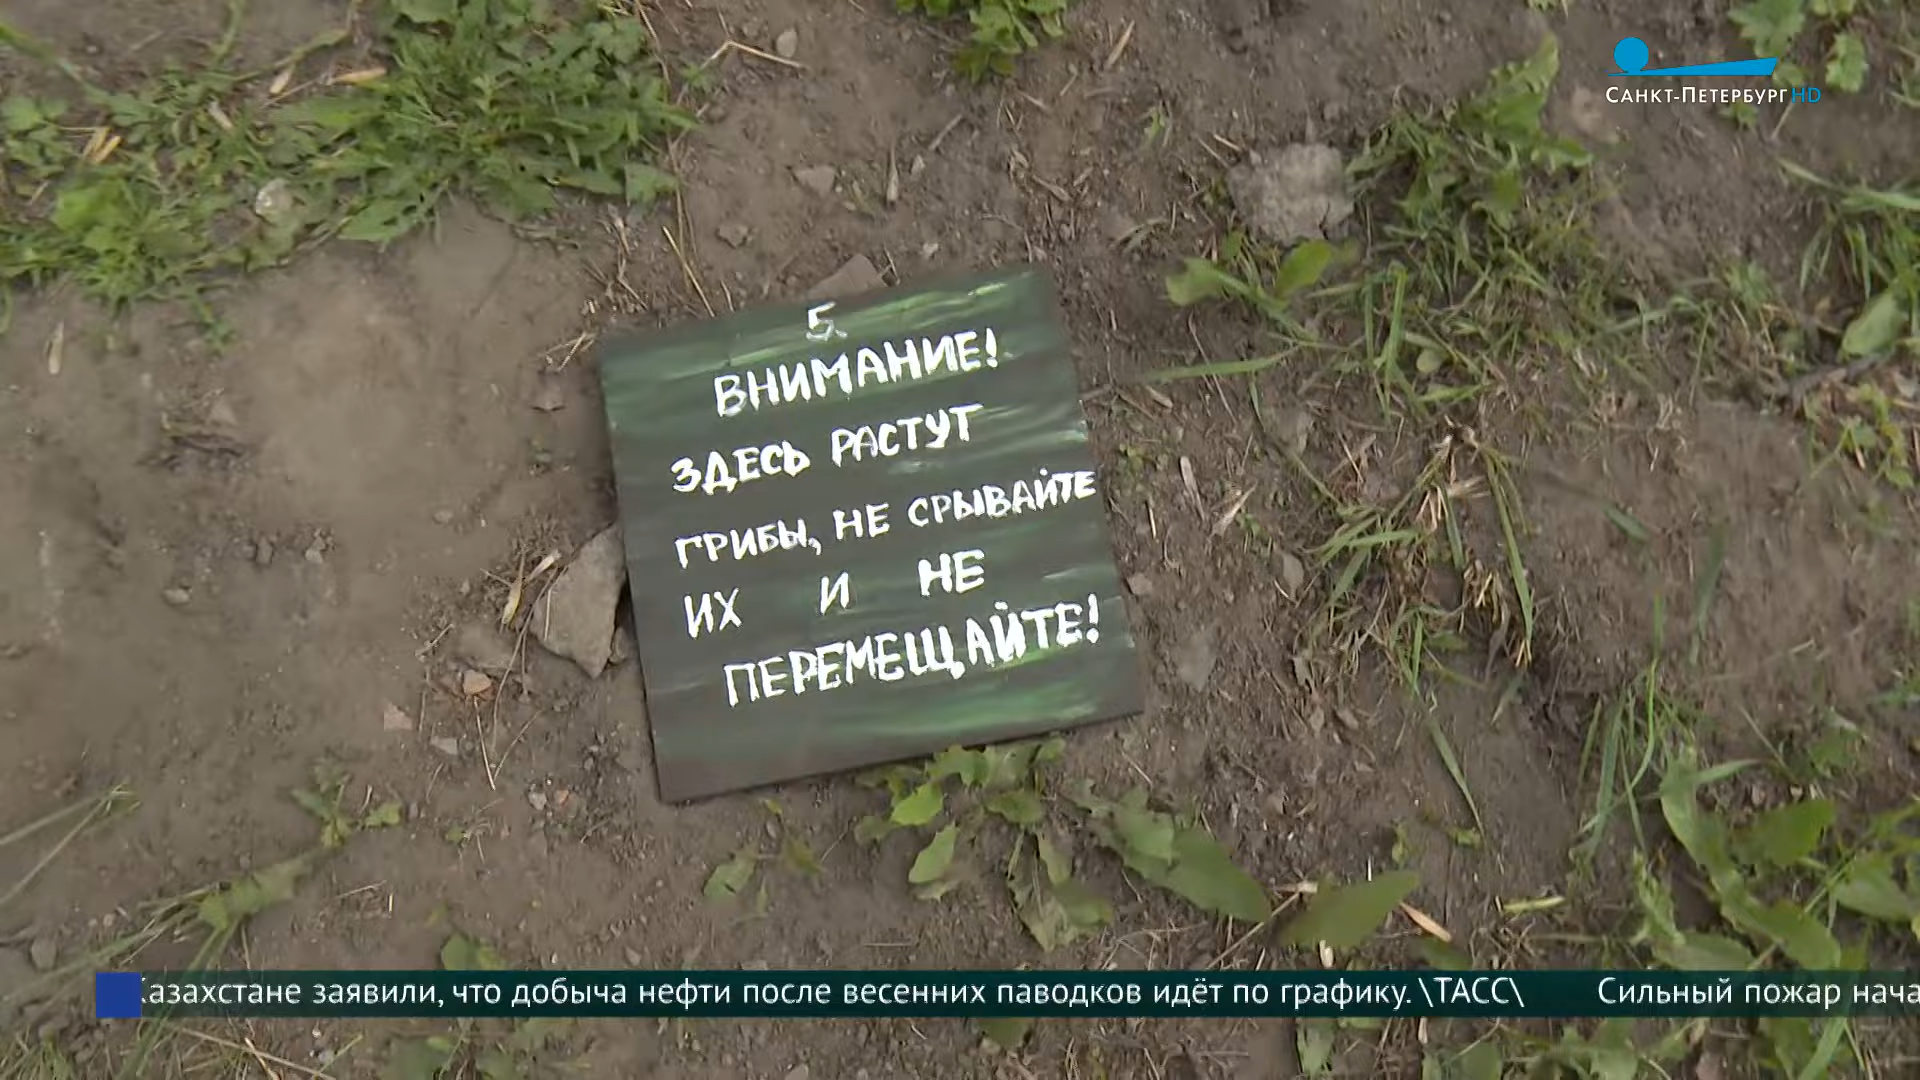 Санкт-Петербург HD
5.
ВНИМАНИЕ!
ЗДЕСЬ РАСТУТ
ГРИБЫ, НЕ СРЫВАЙТЕ
ИХ И НЕ
ПЕРЕМЕЩАЙТЕ!
Казахстане заявили, что добыча нефти после весенних паводков идёт по графику. \ТАСС\ Сильный пожар нача